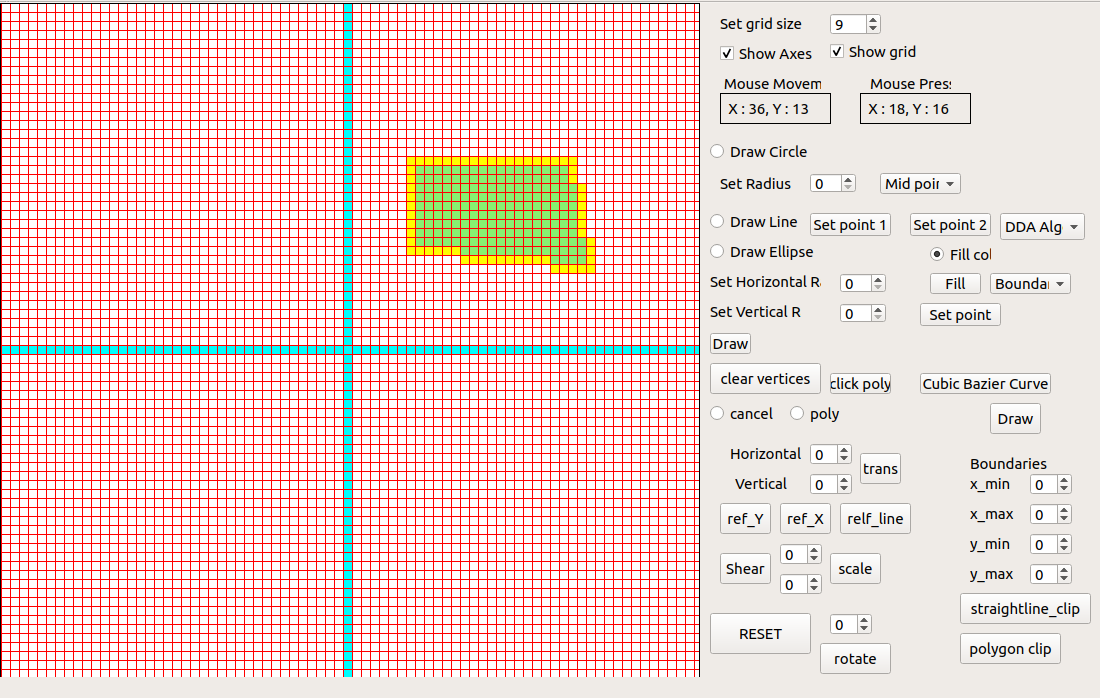 Set grid size 9
Show Axes Show grid
Mouse Movem Mouse Pres
X : 36, Y : 13 X : 18, Y : 16
Draw Circle
Set Radius 0 Mid poir
Draw Line Set point 1 Set point 2 DDA Alg
Draw Ellipse Fill col
Set Horizontal R 0 Fill Bounda
Set Vertical R 0 Set point
Draw
clear vertices click poly Cubic Bazier Curve
cancel poly Draw
Horizontal 0 trans Boundaries
Vertical 0 x_min 0
ref_Y ref_X relf_line x_max 0
Shear 0 scale y_min 0
0 y_max 0
straightline_clip
RESET 0 polygon clip
rotate